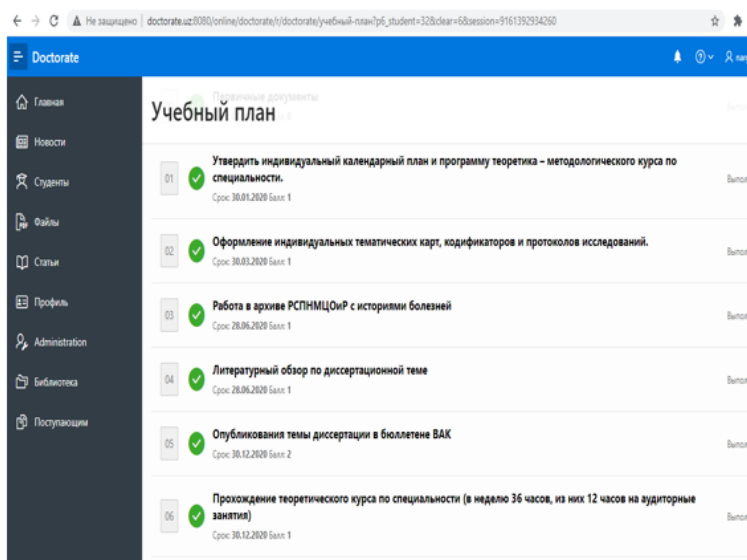 Не защищено doctorate.uz:8080/online/doctorate/r/doctorate/учебный-план?p6_student=32&clear=6&session=9161392934260
Doctorate
Главная
Новости
Студенты
Файлы
Статьи
Профиль
Administration
Библиотека
Поступающим
Первичные документы
Учебный план
01
Утвердить индивидуальный календарный план и программу теоретика – методологического курса по
специальности.
Срок: 30.01.2020 Балл: 1
02
Оформление индивидуальных тематических карт, кодификаторов и протоколов исследований.
Срок: 30.03.2020 Балл: 1
03
Работа в архиве РСПНМЦОиР с историями болезней
Срок: 28.06.2020 Балл: 1
04
Литературный обзор по диссертационной теме
Срок: 28.06.2020 Балл: 1
05
Опубликования темы диссертации в бюллетене ВАК
Срок: 30.12.2020 Балл: 2
06
Прохождение теоретического курса по специальности (в неделю 36 часов, из них 12 часов на аудиторные
занятия)
Срок: 30.12.2020 Балл: 1